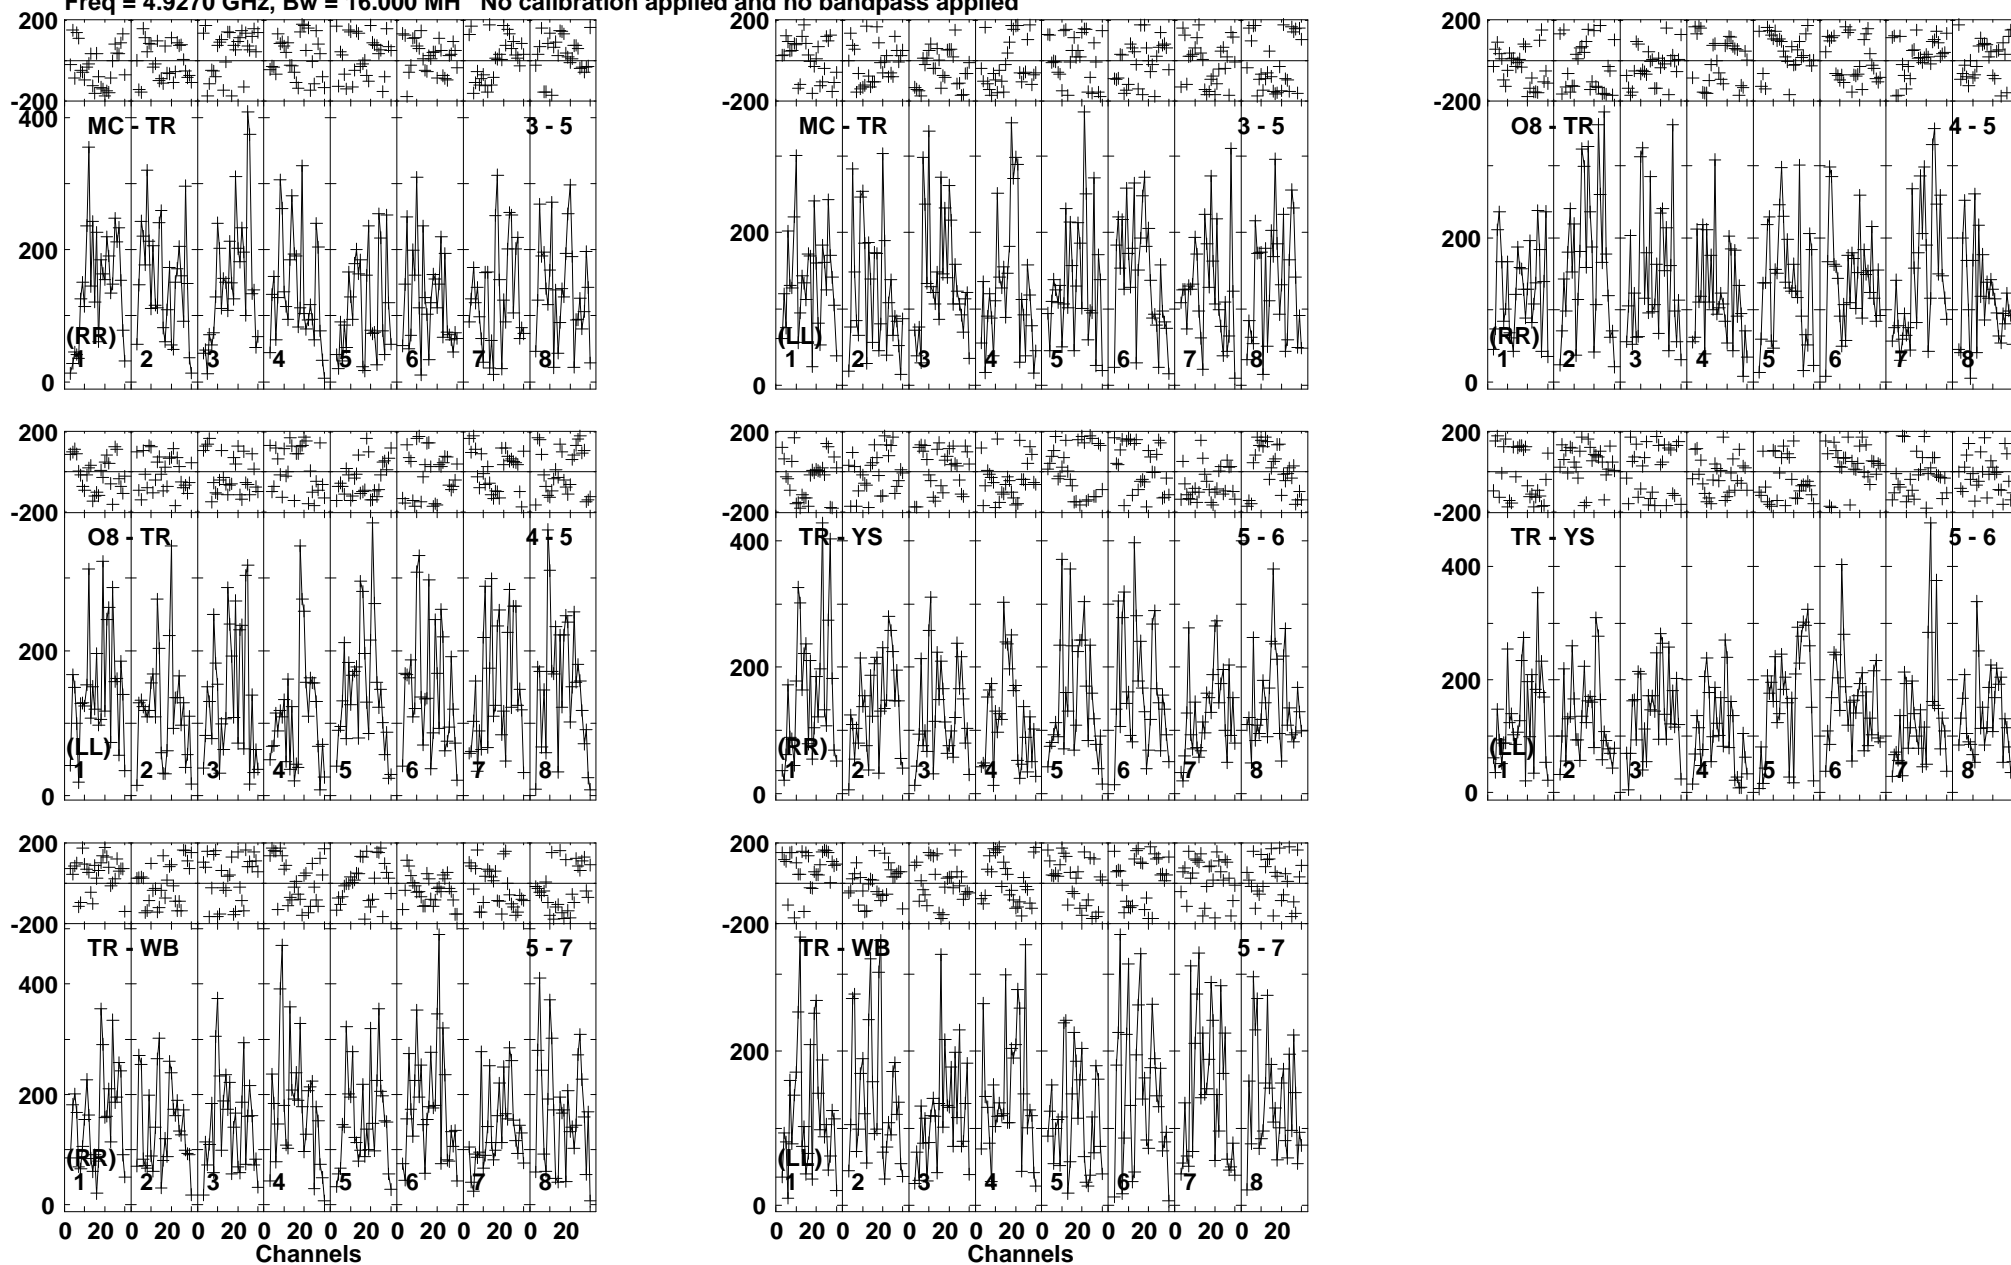 Freq = 4.9270 GHz, Bw = 16.000 MH No calibration applied and no bandpass applied
200 200 200
-200 -200 -200
400
MC - TR 3 - 5 MC - TR 3 - 5 O8 - TR 4 - 5
200 200 200
(RR) (LL) (RR)
1 2 3 4 5 6 7 8 1 2 3 4 5 6 7 8 1 2 3 4 5 6 7 8
0 0 0
200 200 200
-200 -200 -200
O8 - TR 4 - 5 TR - YS 5 - 6 TR - YS 5 - 6
400 400
200 200 200
(LL) (RR) (LL)
1 2 3 4 5 6 7 8 1 2 3 4 5 6 7 8 1 2 3 4 5 6 7 8
0 0 0
200 200
-200 -200
TR - WB 5 - 7 TR - WB 5 - 7
400
200 200
(RR) (LL)
1 2 3 4 5 6 7 8 1 2 3 4 5 6 7 8
0 0
0 20 0 20 0 20 0 20 0 20 0 20 0 20 0 20 0 20 0 20 0 20 0 20 0 20 0 20 0 20 0 20
Channels Channels